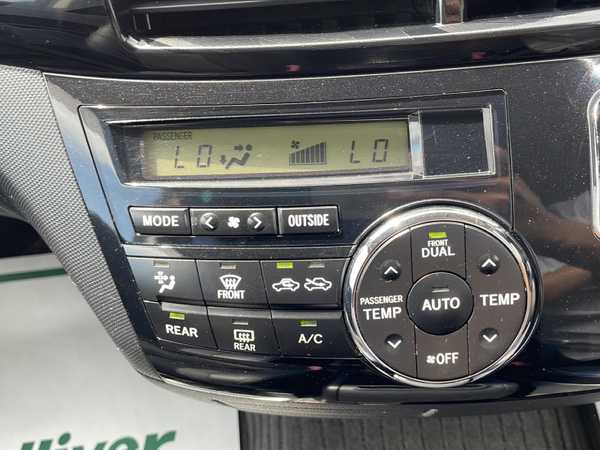 PASSENGER
LO LO
MODE OUTSIDE
FRONT
DUAL
FRONT
PASSENGER
TEMP
AUTO
TEMP
REAR
REAR
A/C
OFF